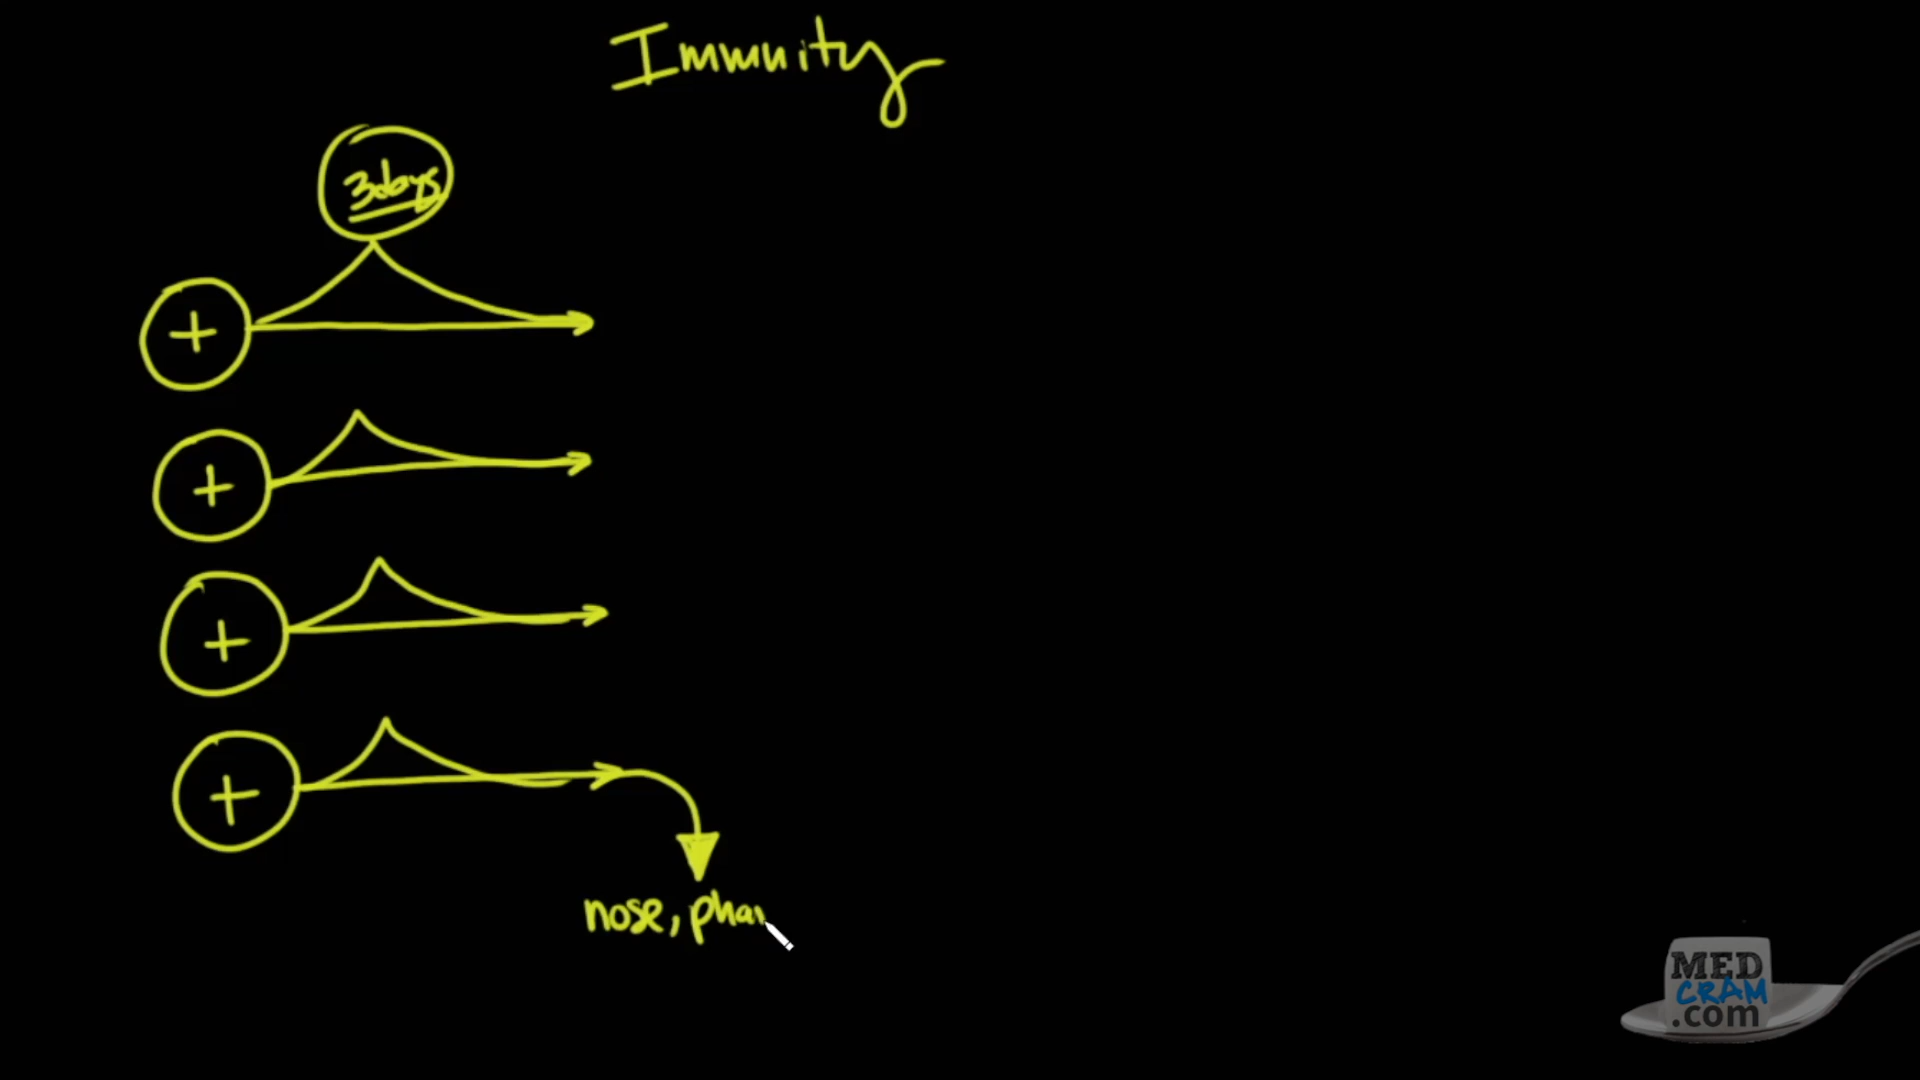 Immunity
3days
+
+
+
+
nose, phar
MED
CRAM
.com